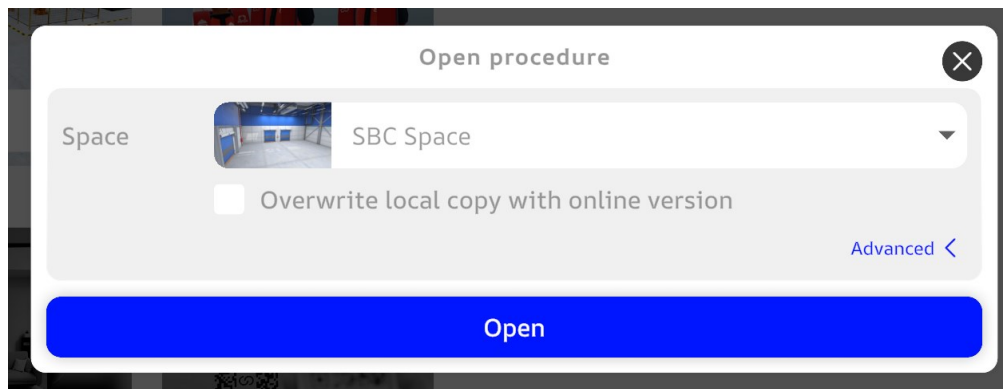 Open procedure
Space
SBC Space
Overwrite local copy with online version
Advanced
Open